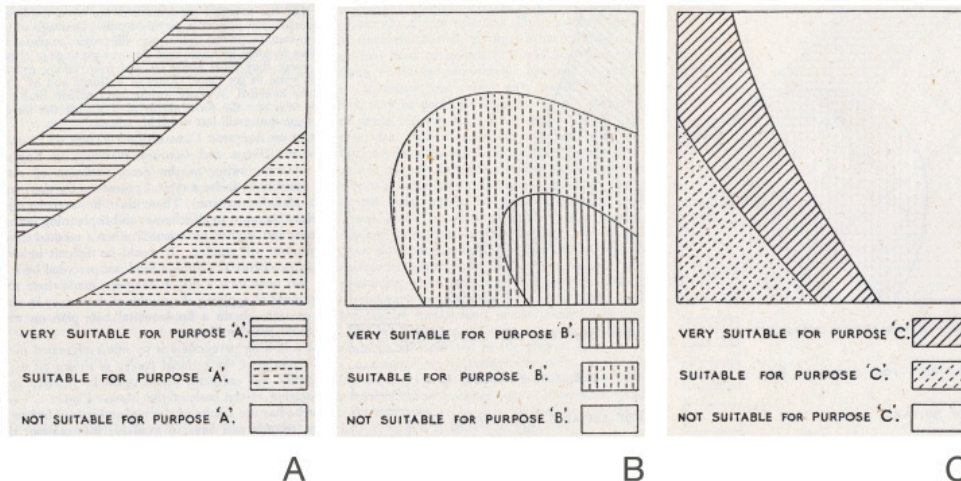 VERY SUITABLE FOR PURPOSE 'A'.
SUITABLE FOR PURPOSE 'A'.
NOT SUITABLE FOR PURPOSE 'A'.
A
VERY SUITABLE FOR PURPOSE 'B'.
SUITABLE FOR PURPOSE 'B'.
NOT SUITABLE FOR PURPOSE 'B'.
B
VERY SUITABLE FOR PURPOSE 'C'.
SUITABLE FOR PURPOSE 'C'.
NOT SUITABLE FOR PURPOSE 'C'.
C